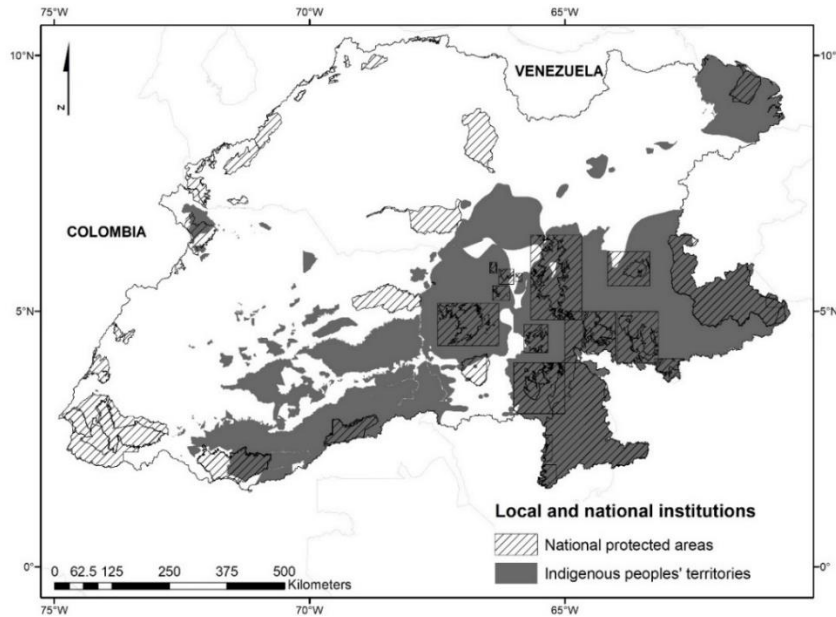 75°W 70°W 65°W
10°N 10°N
VENEZUELA
N
COLOMBIA
5°N 5°N
Local and national institutions
National protected areas
Indigenous peoples' territories
0°N 0°
0 62.5 125 250 375 500
Kilometers
75°W 70°W 65°W